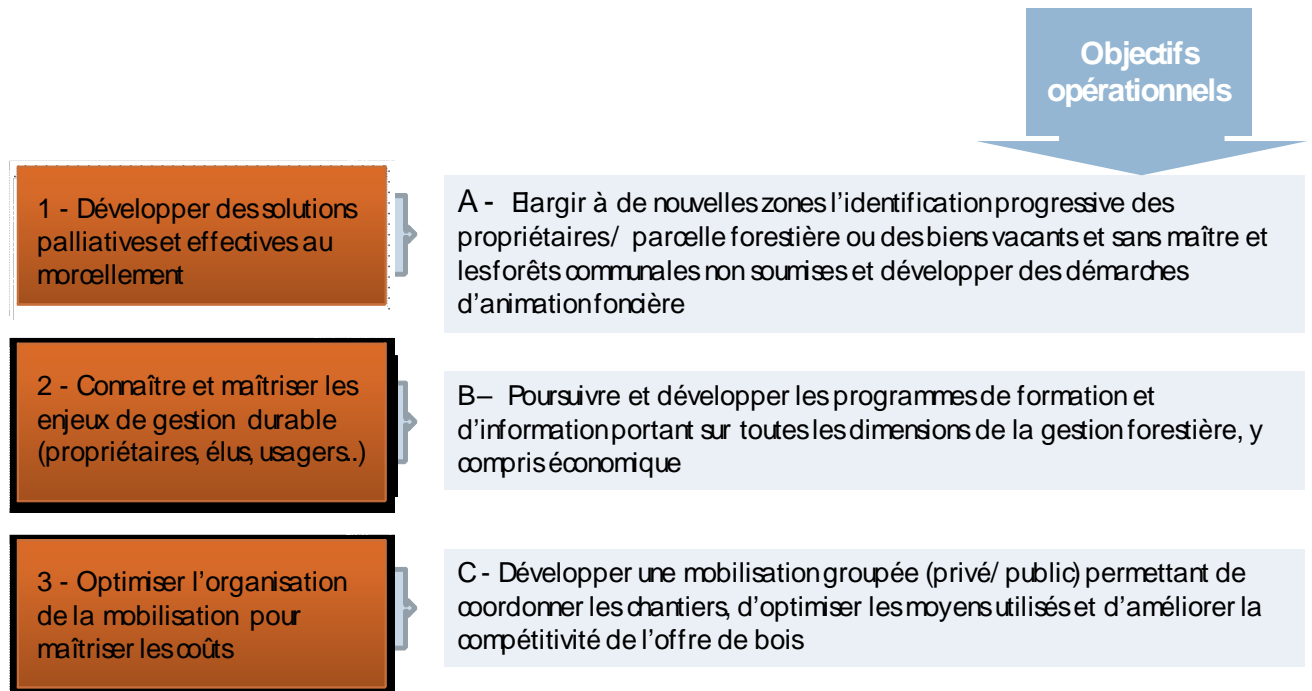 Objectifs
opérationnels
1 - Développer des solutions
palliatives et effectives au
morcellement
A - Elargir à de nouvelles zones l’identification progressive des
propriétaires / parcelle forestière ou des biens vacants et sans maître et
les forêts communales non soumises et développer des démarches
d’animation foncière
2 - Connaître et maîtriser les
enjeux de gestion durable
(propriétaires, élus, usagers..)
B– Poursuivre et développer les programmes de formation et
d’information portant sur toutes les dimensions de la gestion forestière, y
compris économique
3 - Optimiser l’organisation
de la mobilisation pour
maîtriser les coûts
C - Développer une mobilisation groupée (privé/ public) permettant de
coordonner les chantiers, d’optimiser les moyens utilisés et d’améliorer la
compétitivité de l’offre de bois